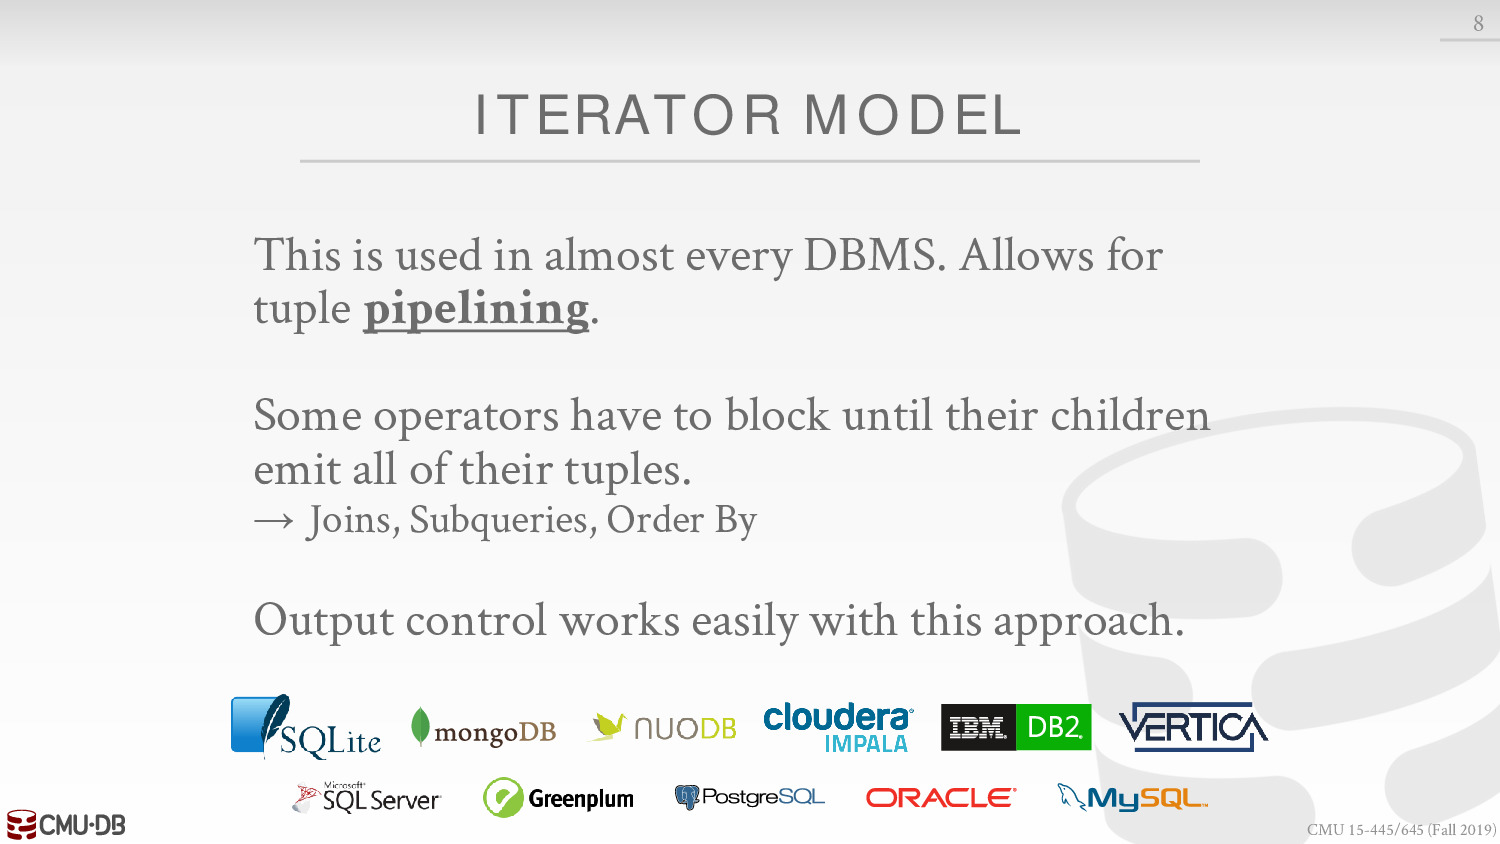 8
ITERATOR MODEL
This is used in almost every DBMS. Allows for
tuple pipelining.
Some operators have to block until their children
emit all of their tuples.
→ Joins, Subqueries, Order By
Output control works easily with this approach.
SQLite mongoDB NUODB cloudera IMPALA IBM. DB2. VERTICA
Microsoft SQL Server Greenplum PostgreSQL ORACLE MySQL
CMU·DB
CMU 15-445/645 (Fall 2019)